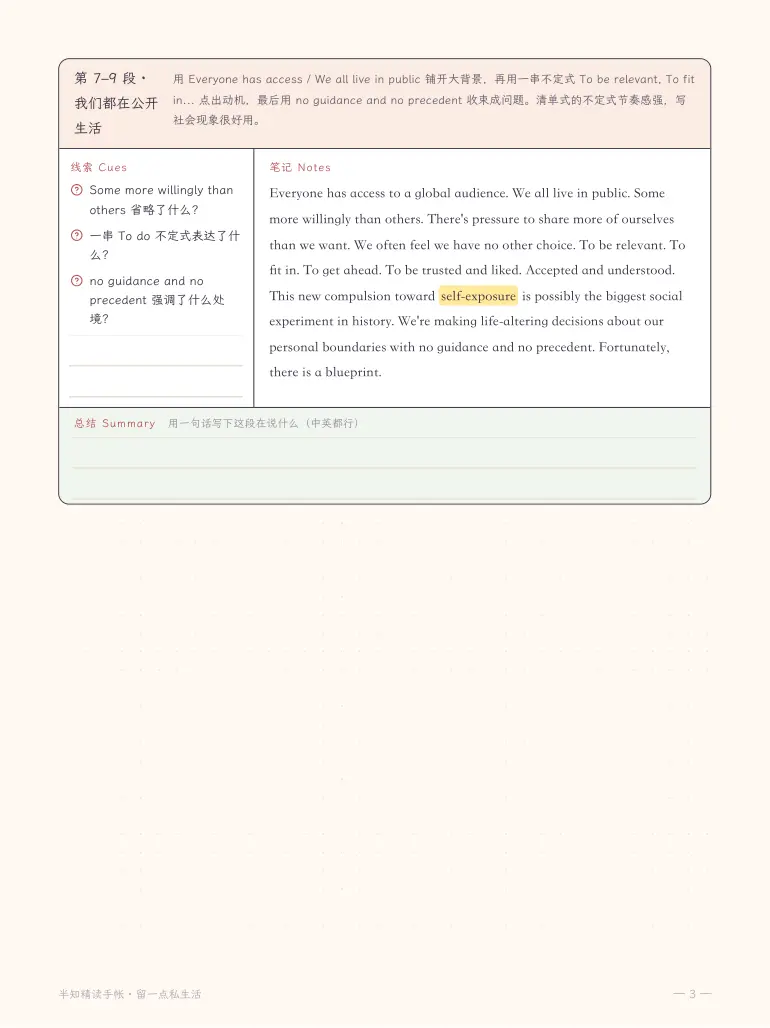 第 7–9 段 ·
我们都在公开
生活
用 Everyone has access / We all live in public 铺开大背景，再用一串不定式 To be relevant, To fit
in… 点出动机，最后用 no guidance and no precedent 收束成问题。清单式的不定式节奏感强，写
社会现象很好用。
线索 Cues
Some more willingly than
others 省略了什么？
一串 To do 不定式表达了什
么？
no guidance and no
precedent 强调了什么处
境？
笔记 Notes
Everyone has access to a global audience. We all live in public. Some
more willingly than others. There's pressure to share more of ourselves
than we want. We often feel we have no other choice. To be relevant. To
fit in. To get ahead. To be trusted and liked. Accepted and understood.
This new compulsion toward self-exposure is possibly the biggest social
experiment in history. We're making life-altering decisions about our
personal boundaries with no guidance and no precedent. Fortunately,
there is a blueprint.
总结 Summary 用一句话写下这段在说什么（中英都行）
半知精读手帐 · 留一点私生活
— 3 —